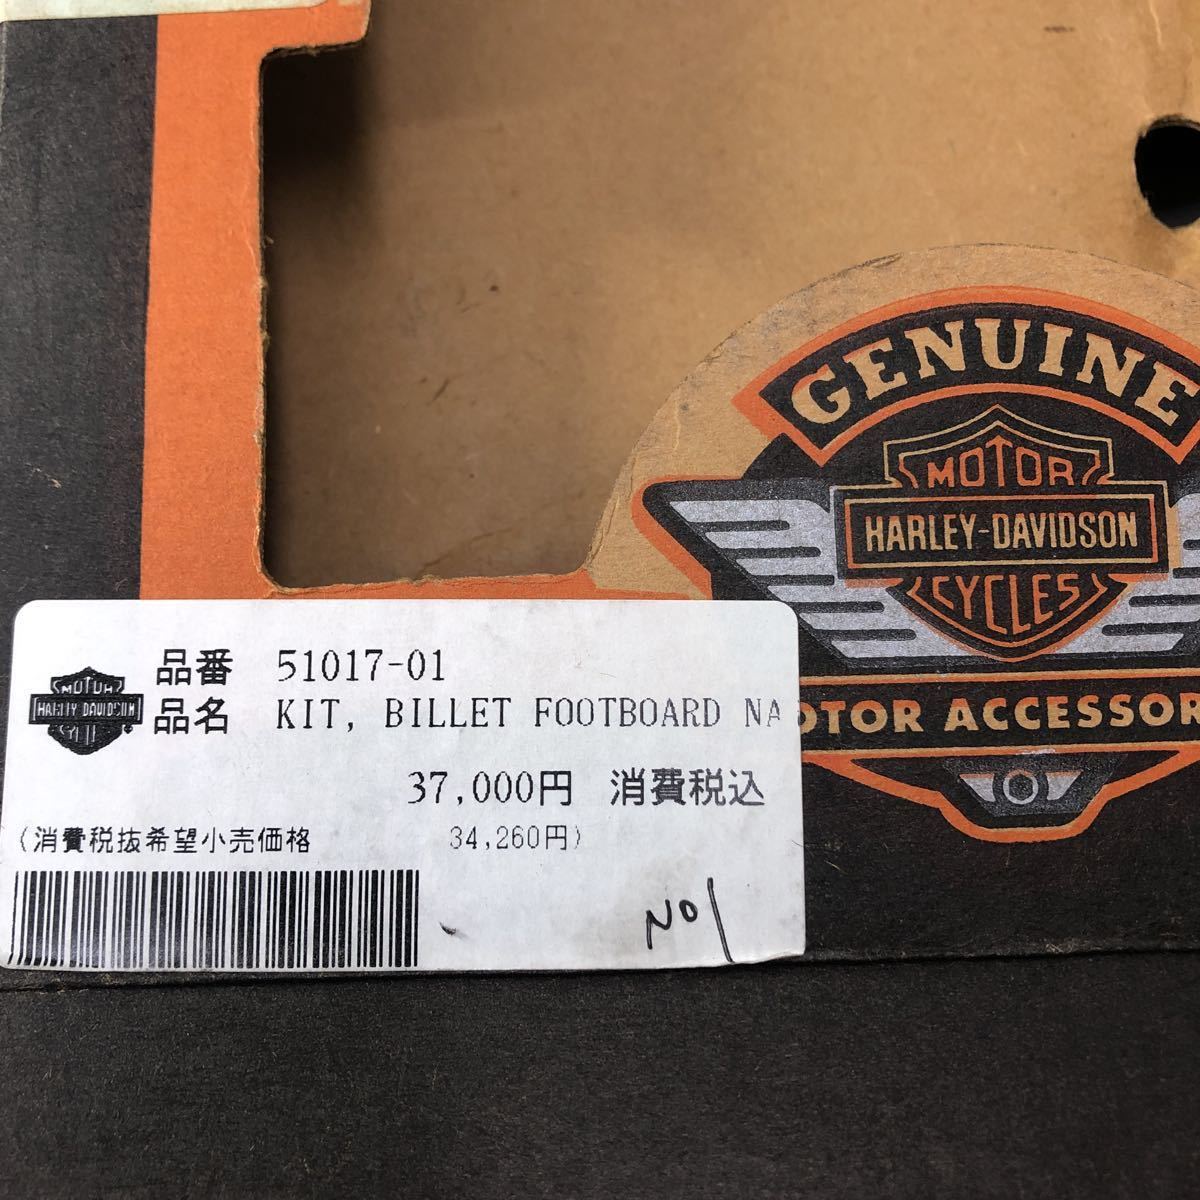 GENUINE
MOTOR
HARLEY-DAVIDSON
CYCLES
OTOR ACCESSOR
MOTOR
HARLEY DAVIDSON
CYCLE
品番 51017-01
品名 KIT, BILLET FOOTBOARD NA
37,000円 消費税込
(消費税抜希望小売価格 34,260円)
NO1